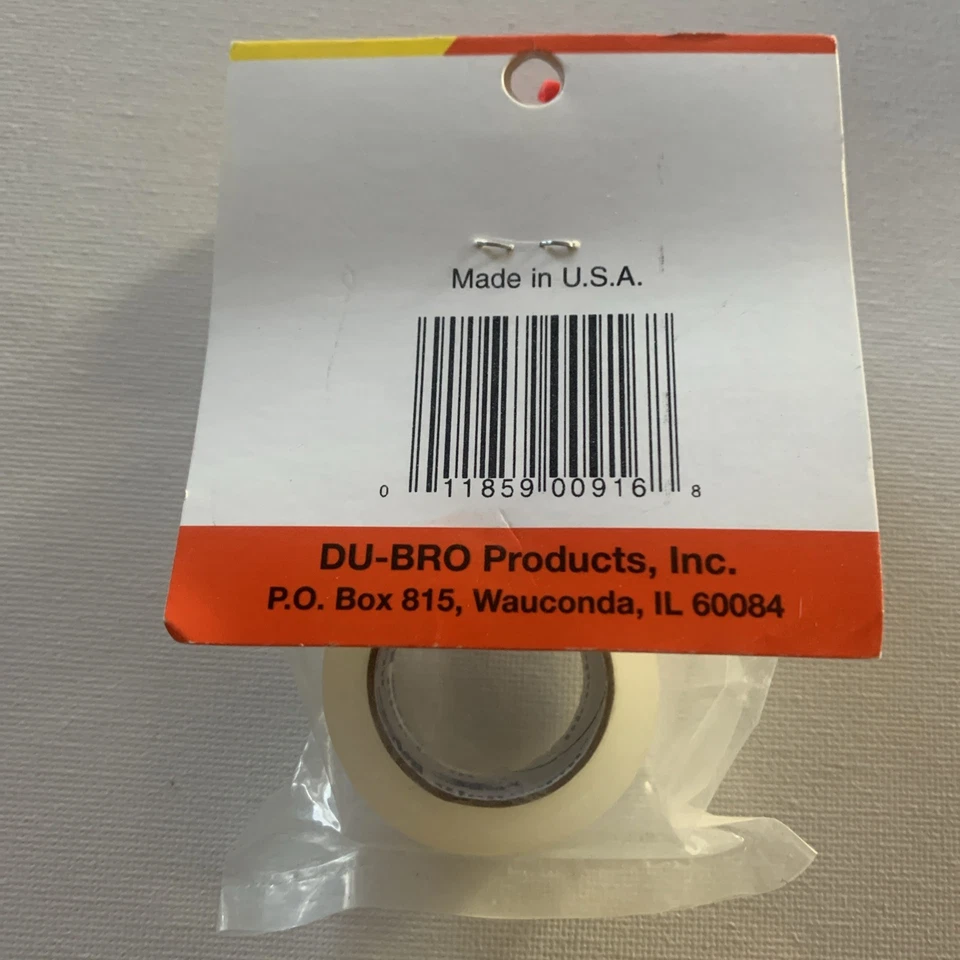 Made in U.S.A.
0 11859 00916 8
DU-BRO Products, Inc.
P.O. Box 815, Wauconda, IL 60084